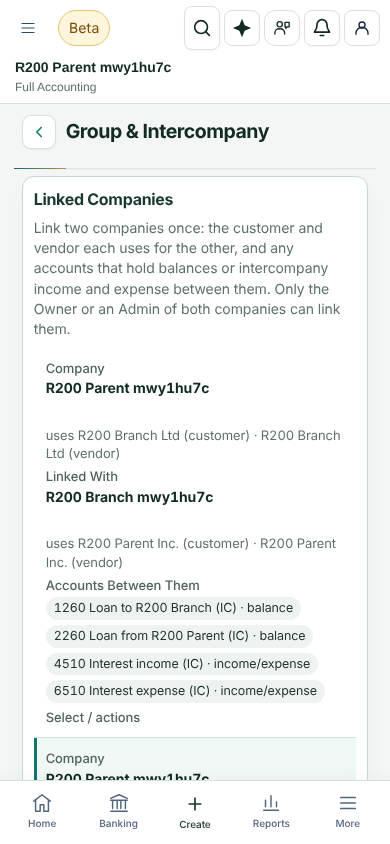 Beta
R200 Parent mwy1hu7c
Full Accounting
Group & Intercompany
Linked Companies
Link two companies once: the customer and
vendor each uses for the other, and any
accounts that hold balances or intercompany
income and expense between them. Only the
Owner or an Admin of both companies can link
them.
Company
R200 Parent mwy1hu7c
uses R200 Branch Ltd (customer) · R200 Branch
Ltd (vendor)
Linked With
R200 Branch mwy1hu7c
uses R200 Parent Inc. (customer) · R200 Parent
Inc. (vendor)
Accounts Between Them
1260 Loan to R200 Branch (IC) · balance
2260 Loan from R200 Parent (IC) · balance
4510 Interest income (IC) · income/expense
6510 Interest expense (IC) · income/expense
Select / actions
Company
R200 Parent mwy1hu7c
Home
Banking
Create
Reports
More